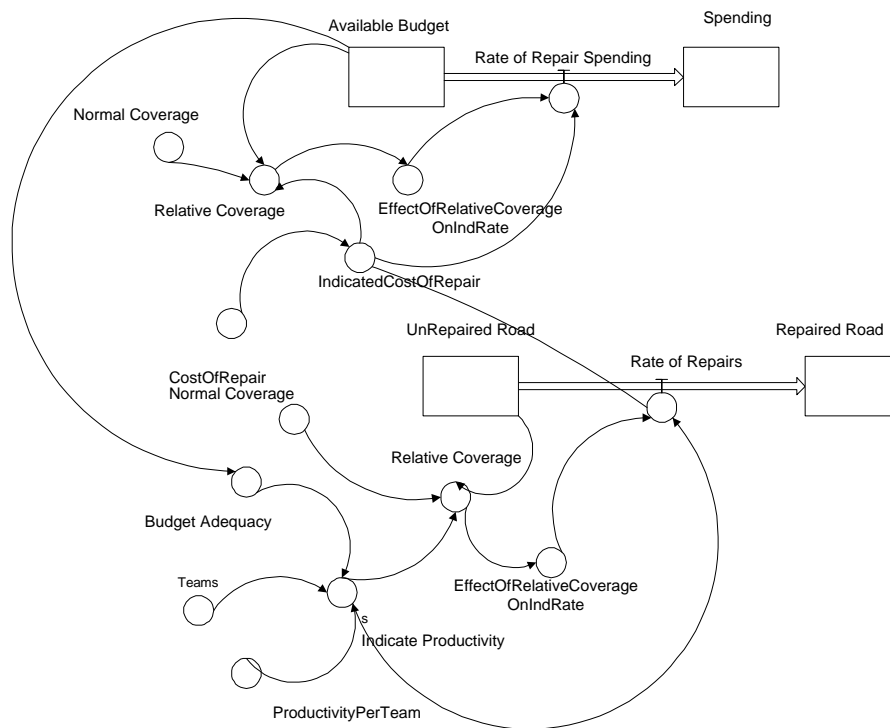 Spending
Available Budget
Rate of Repair Spending
Normal Coverage
Relative Coverage
EffectOfRelativeCoverage
OnIndRate
IndicatedCostOfRepair
UnRepaired Road
Repaired Road
Rate of Repairs
CostOfRepair
Normal Coverage
Relative Coverage
Budget Adequacy
Teams
EffectOfRelativeCoverage
OnIndRate
s
Indicate Productivity
ProductivityPerTeam